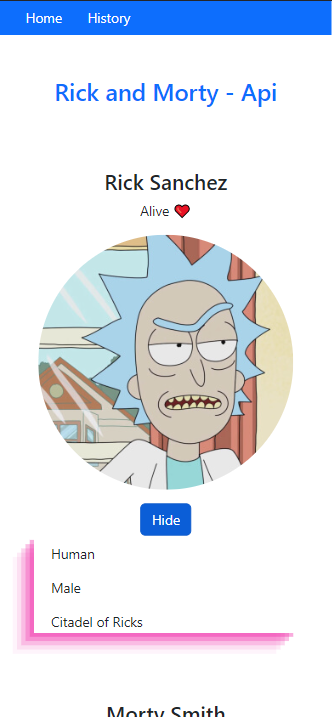 Home History
Rick and Morty - Api
Rick Sanchez
Alive
Hide
Human
Male
Citadel of Ricks
Morty Smith